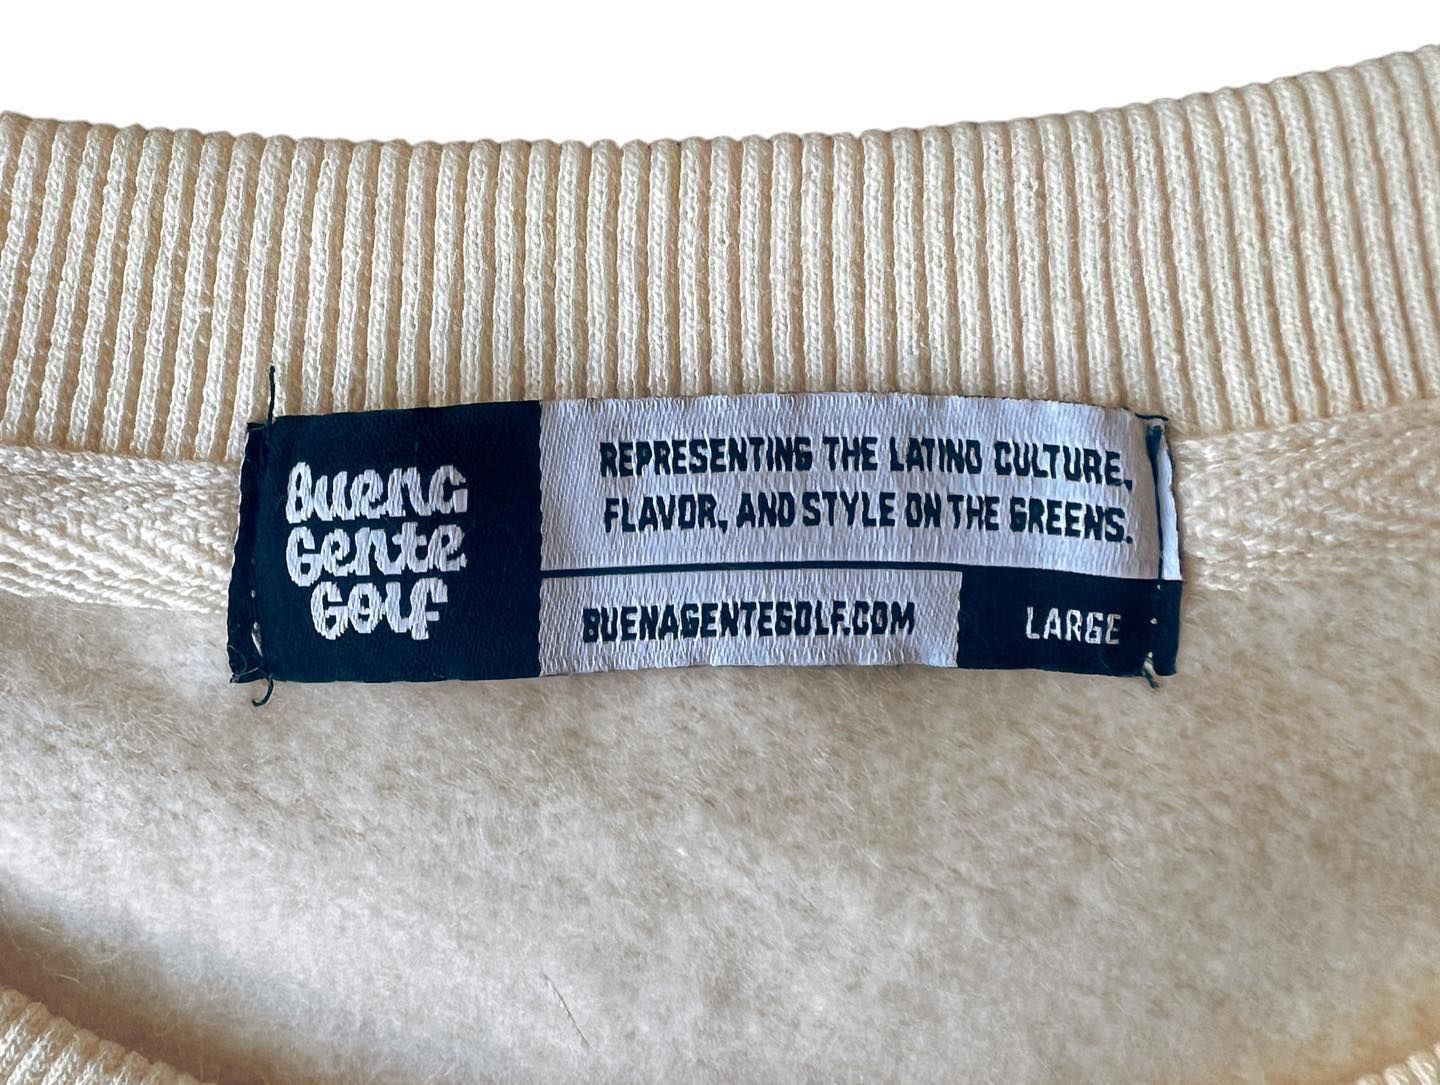 Buena
Gente
Golf
REPRESENTING THE LATINO CULTURE,
FLAVOR, AND STYLE ON THE GREENS.
BUENAGENTEGOLF.COM
LARGE